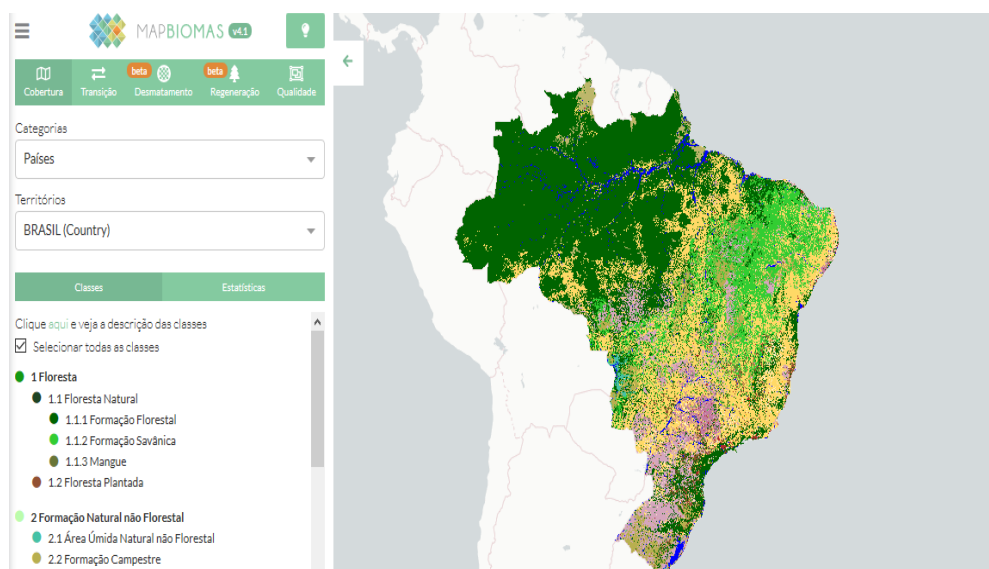 MAPBIOMAS v4.1
beta
beta
Cobertura Transição Desmatamento Regeneração Qualidade
Categorias
Países
Territórios
BRASIL (Country)
Classes Estatísticas
Clique aqui e veja a descrição das classes
Selecionar todas as classes
1 Floresta
1.1 Floresta Natural
1.1.1 Formação Florestal
1.1.2 Formação Savânica
1.1.3 Mangue
1.2 Floresta Plantada
2 Formação Natural não Florestal
2.1 Área Úmida Natural não Florestal
2.2 Formação Campestre